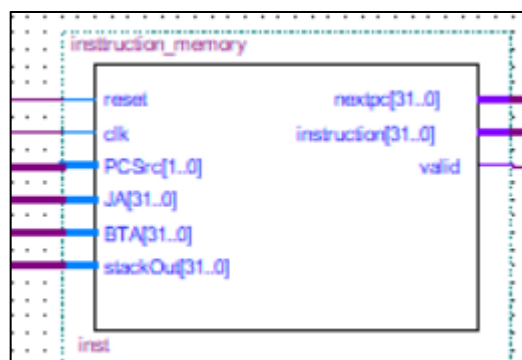 insttruction_memory
reset nextpc[31..0]
clk instruction[31..0]
PCSrc[1..0] valid
JA[31..0]
BTA[31..0]
stackOut[31..0]
inst